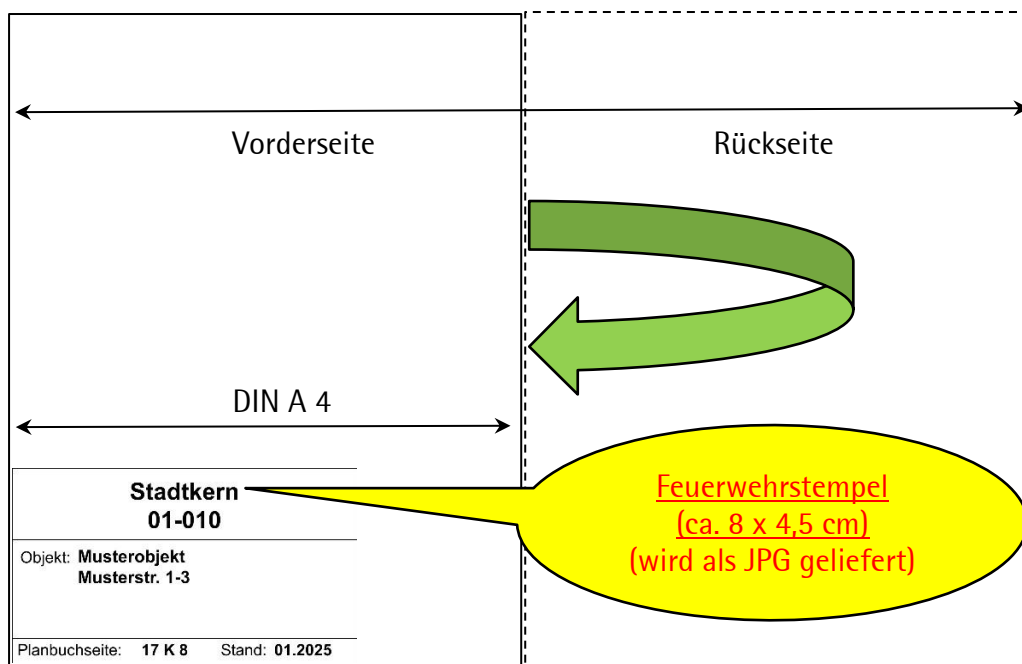 Vorderseite
Rückseite
DIN A 4
Stadtkern
01-010
Objekt: Musterobjekt
Musterstr. 1-3
Planbuchseite: 17 K 8 Stand: 01.2025
Feuerwehrstempel
(ca. 8 x 4,5 cm)
(wird als JPG geliefert)